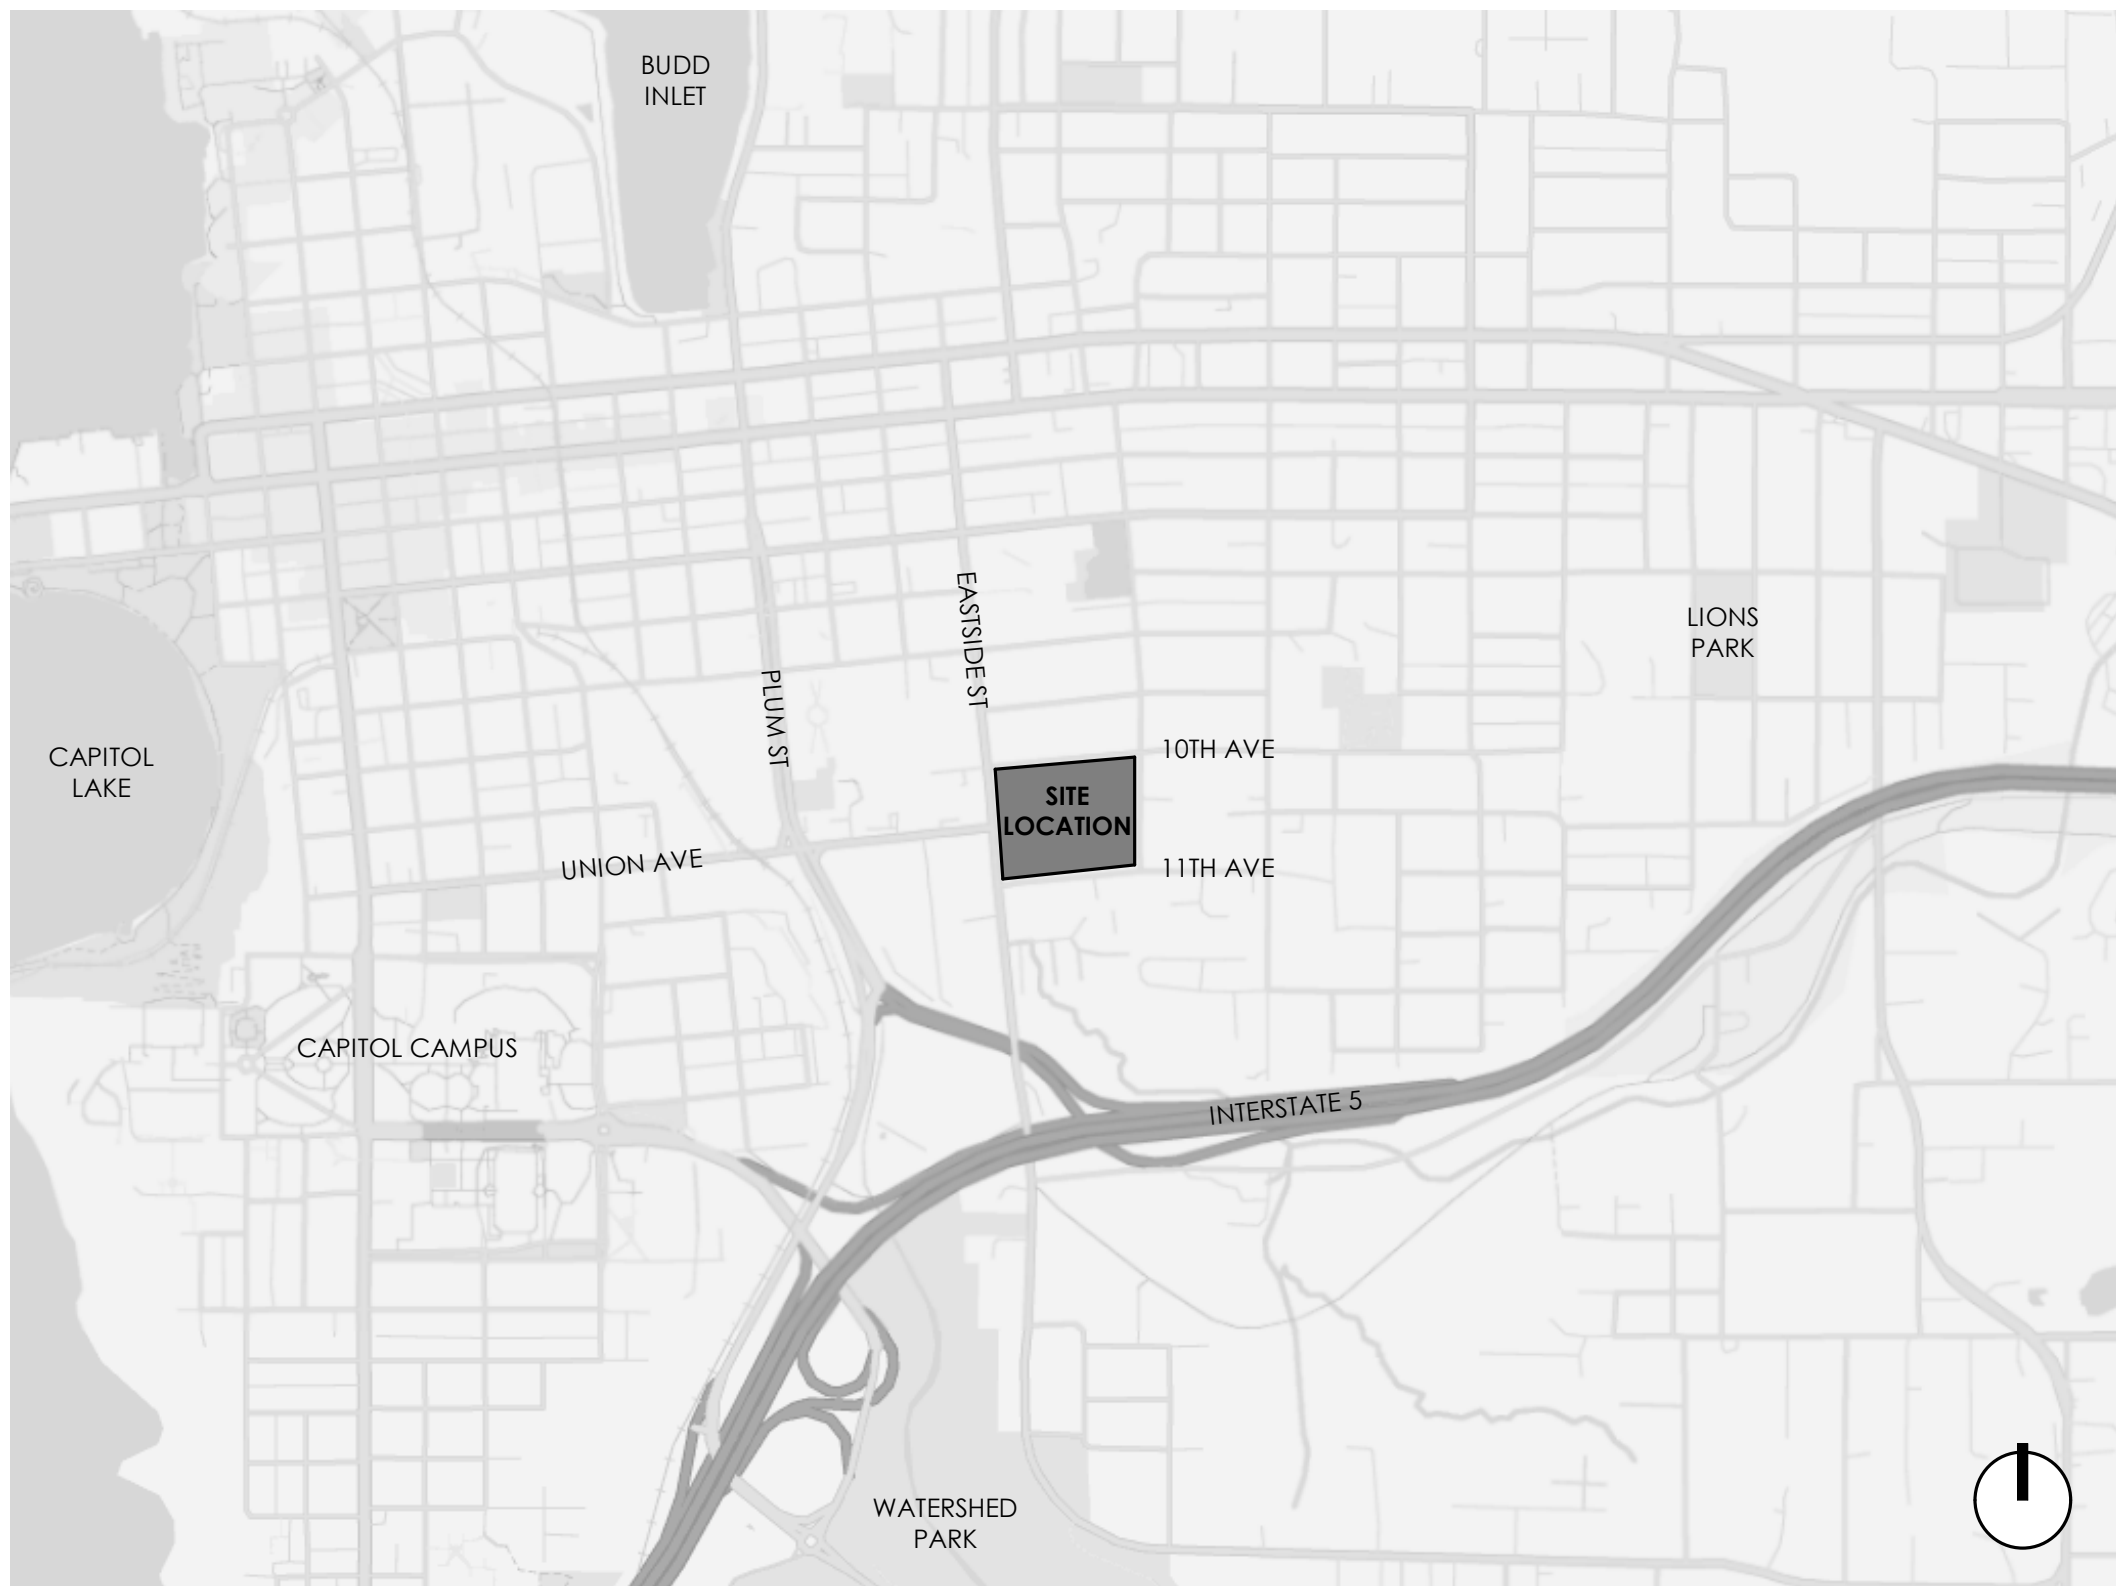 BUDD
INLET
EASTSIDE ST
LIONS
PARK
PLUM ST
10TH AVE
CAPITOL
LAKE
SITE
LOCATION
UNION AVE
11TH AVE
CAPITOL CAMPUS
INTERSTATE 5
WATERSHED
PARK